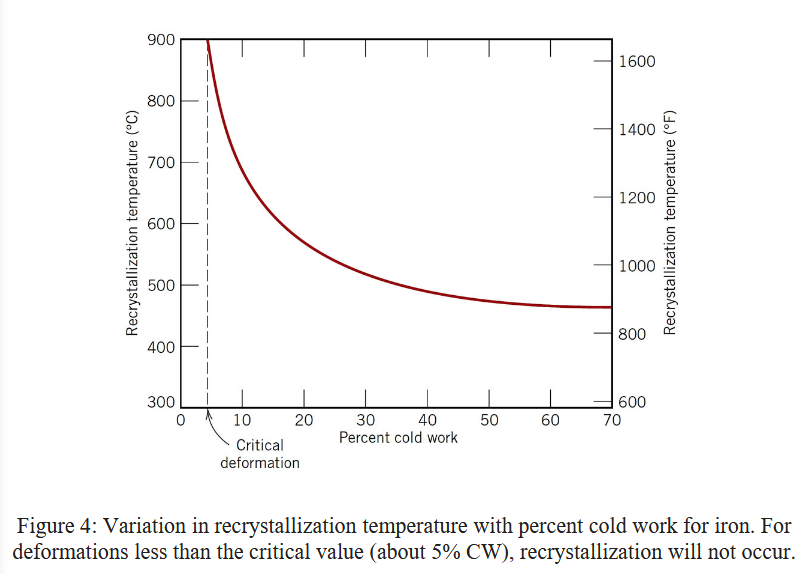 900
800
700
600
500
400
300
Recrystallization temperature (°C)
1600
1400
1200
1000
800
600
Recrystallization temperature (°F)
0 10 20 30 40 50 60 70
Percent cold work
Critical
deformation
Figure 4: Variation in recrystallization temperature with percent cold work for iron. For
deformations less than the critical value (about 5% CW), recrystallization will not occur.